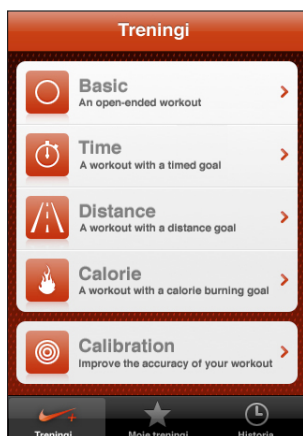 Treningi
Basic
An open-ended workout
Time
A workout with a timed goal
Distance
A workout with a distance goal
Calorie
A workout with a calorie burning goal
Calibration
Improve the accuracy of your workout
Treningi
Moje treningi
Historia